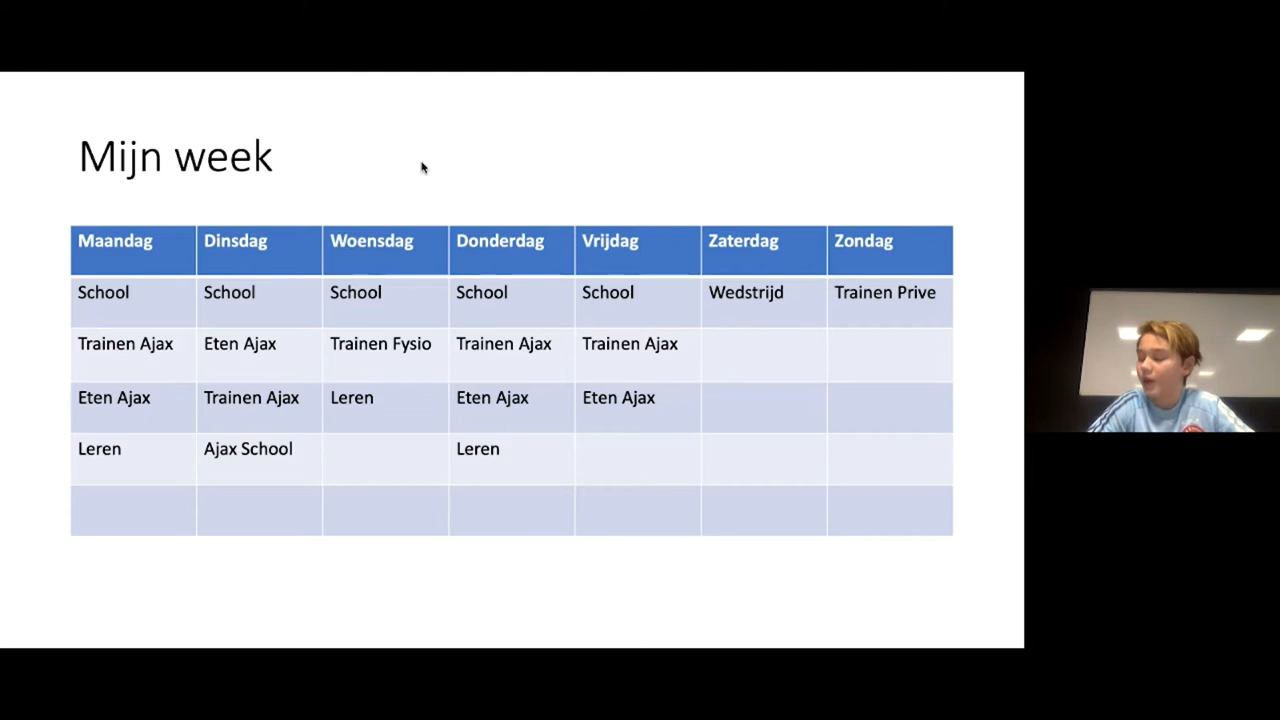 Mijn week
Maandag Dinsdag Woensdag Donderdag Vrijdag Zaterdag Zondag
School School School School School Wedstrijd Trainen Prive
Trainen Ajax Eten Ajax Trainen Fysio Trainen Ajax Trainen Ajax
Eten Ajax Trainen Ajax Leren Eten Ajax Eten Ajax
Leren Ajax School Leren